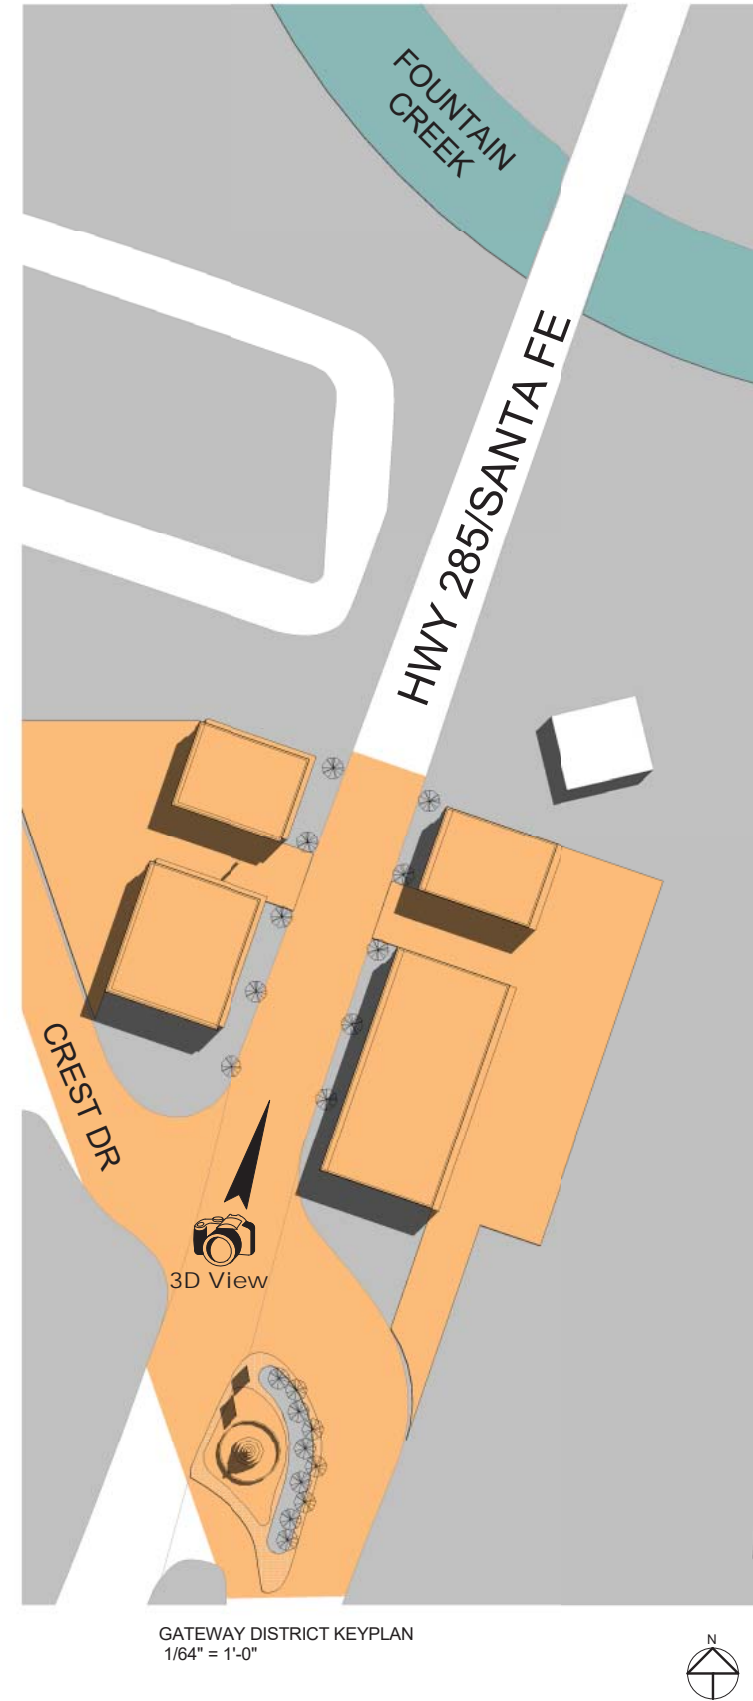 FOUNTAIN
CREEK
HWY 285/SANTA FE
CREST DR
3D View
GATEWAY DISTRICT KEYPLAN
1/64" = 1'-0"
N